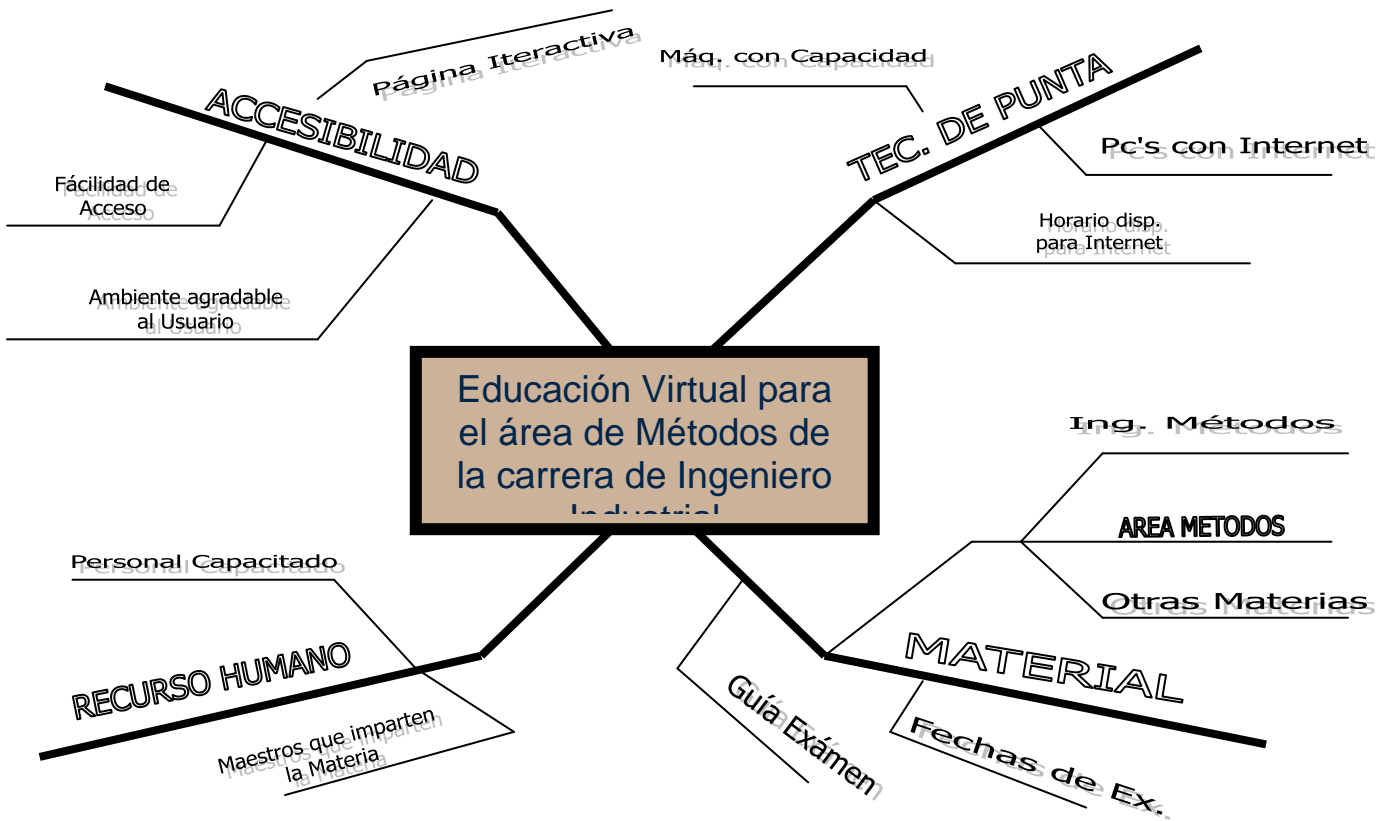 Página Iteractiva
ACCESIBILIDAD
Fácilidad de
Acceso
Ambiente agradable
al Usuario
Máq. con Capacidad
TEC. DE PUNTA
Pc's con Internet
Horario disp.
para Internet
Educación Virtual para
el área de Métodos de
la carrera de Ingeniero
Industrial
Personal Capacitado
RECURSO HUMANO
Maestros que imparten
la Materia
Ing. Métodos
AREA METODOS
Otras Materias
MATERIAL
Guía Exámen
Fechas de Ex.